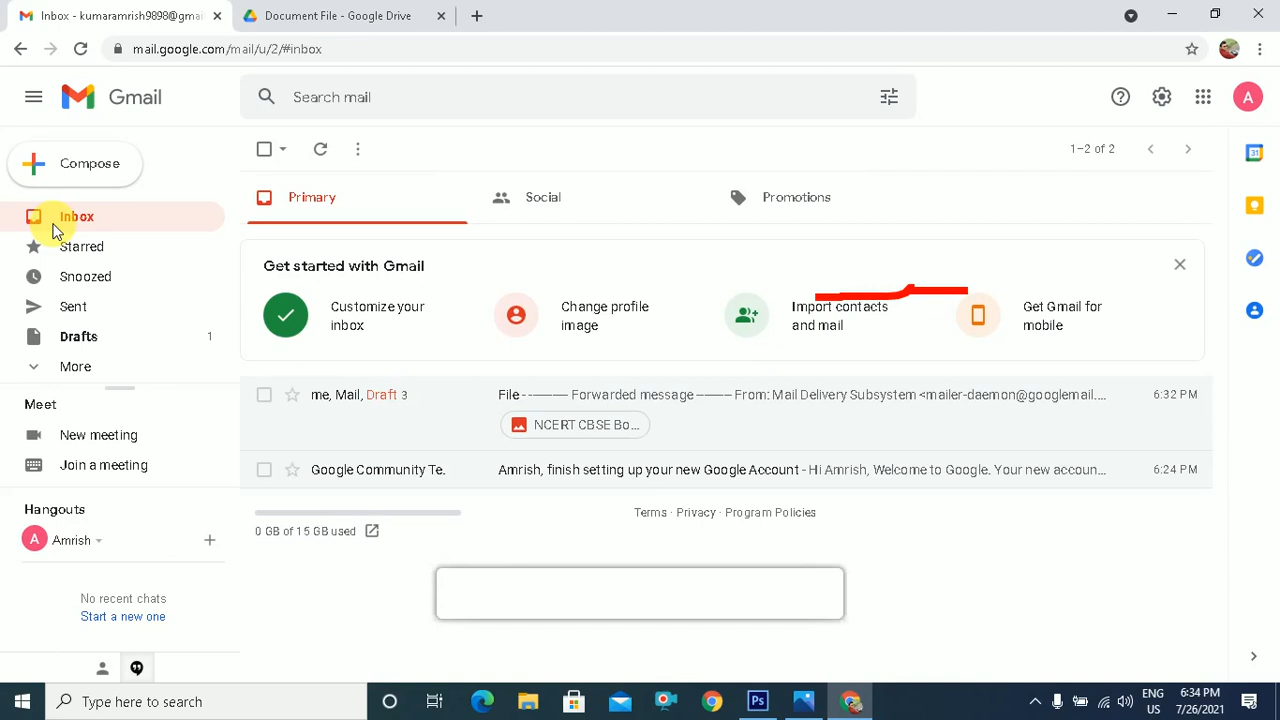 Inbox - kumaramrish9898@gmai
Document File - Google Drive
mail.google.com/mail/u/2/#inbox
Gmail
Search mail
A
Compose
1–2 of 2
Inbox
Primary
Social
Promotions
Starred
Snoozed
Sent
Drafts
1
More
Get started with Gmail
Customize your
inbox
Change profile
image
Import contacts
and mail
Get Gmail for
mobile
me, Mail, Draft 3
File - ---------- Forwarded message --------- From: Mail Delivery Subsystem <mailer-daemon@googlemail....
6:32 PM
NCERT CBSE Bo...
Google Community Te.
Amrish, finish setting up your new Google Account - Hi Amrish, Welcome to Google. Your new accoun...
6:24 PM
Meet
New meeting
Join a meeting
Hangouts
A
Amrish
No recent chats
Start a new one
0 GB of 15 GB used
Terms · Privacy · Program Policies
31
Type here to search
Ps
ENG
US
6:34 PM
7/26/2021